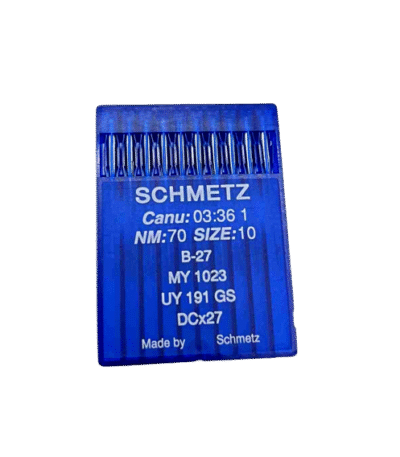 SCHMETZ
Canu: 03:36 1
NM:70 SIZE:10
B-27
MY 1023
UY 191 GS
DCx27
Made by Schmetz